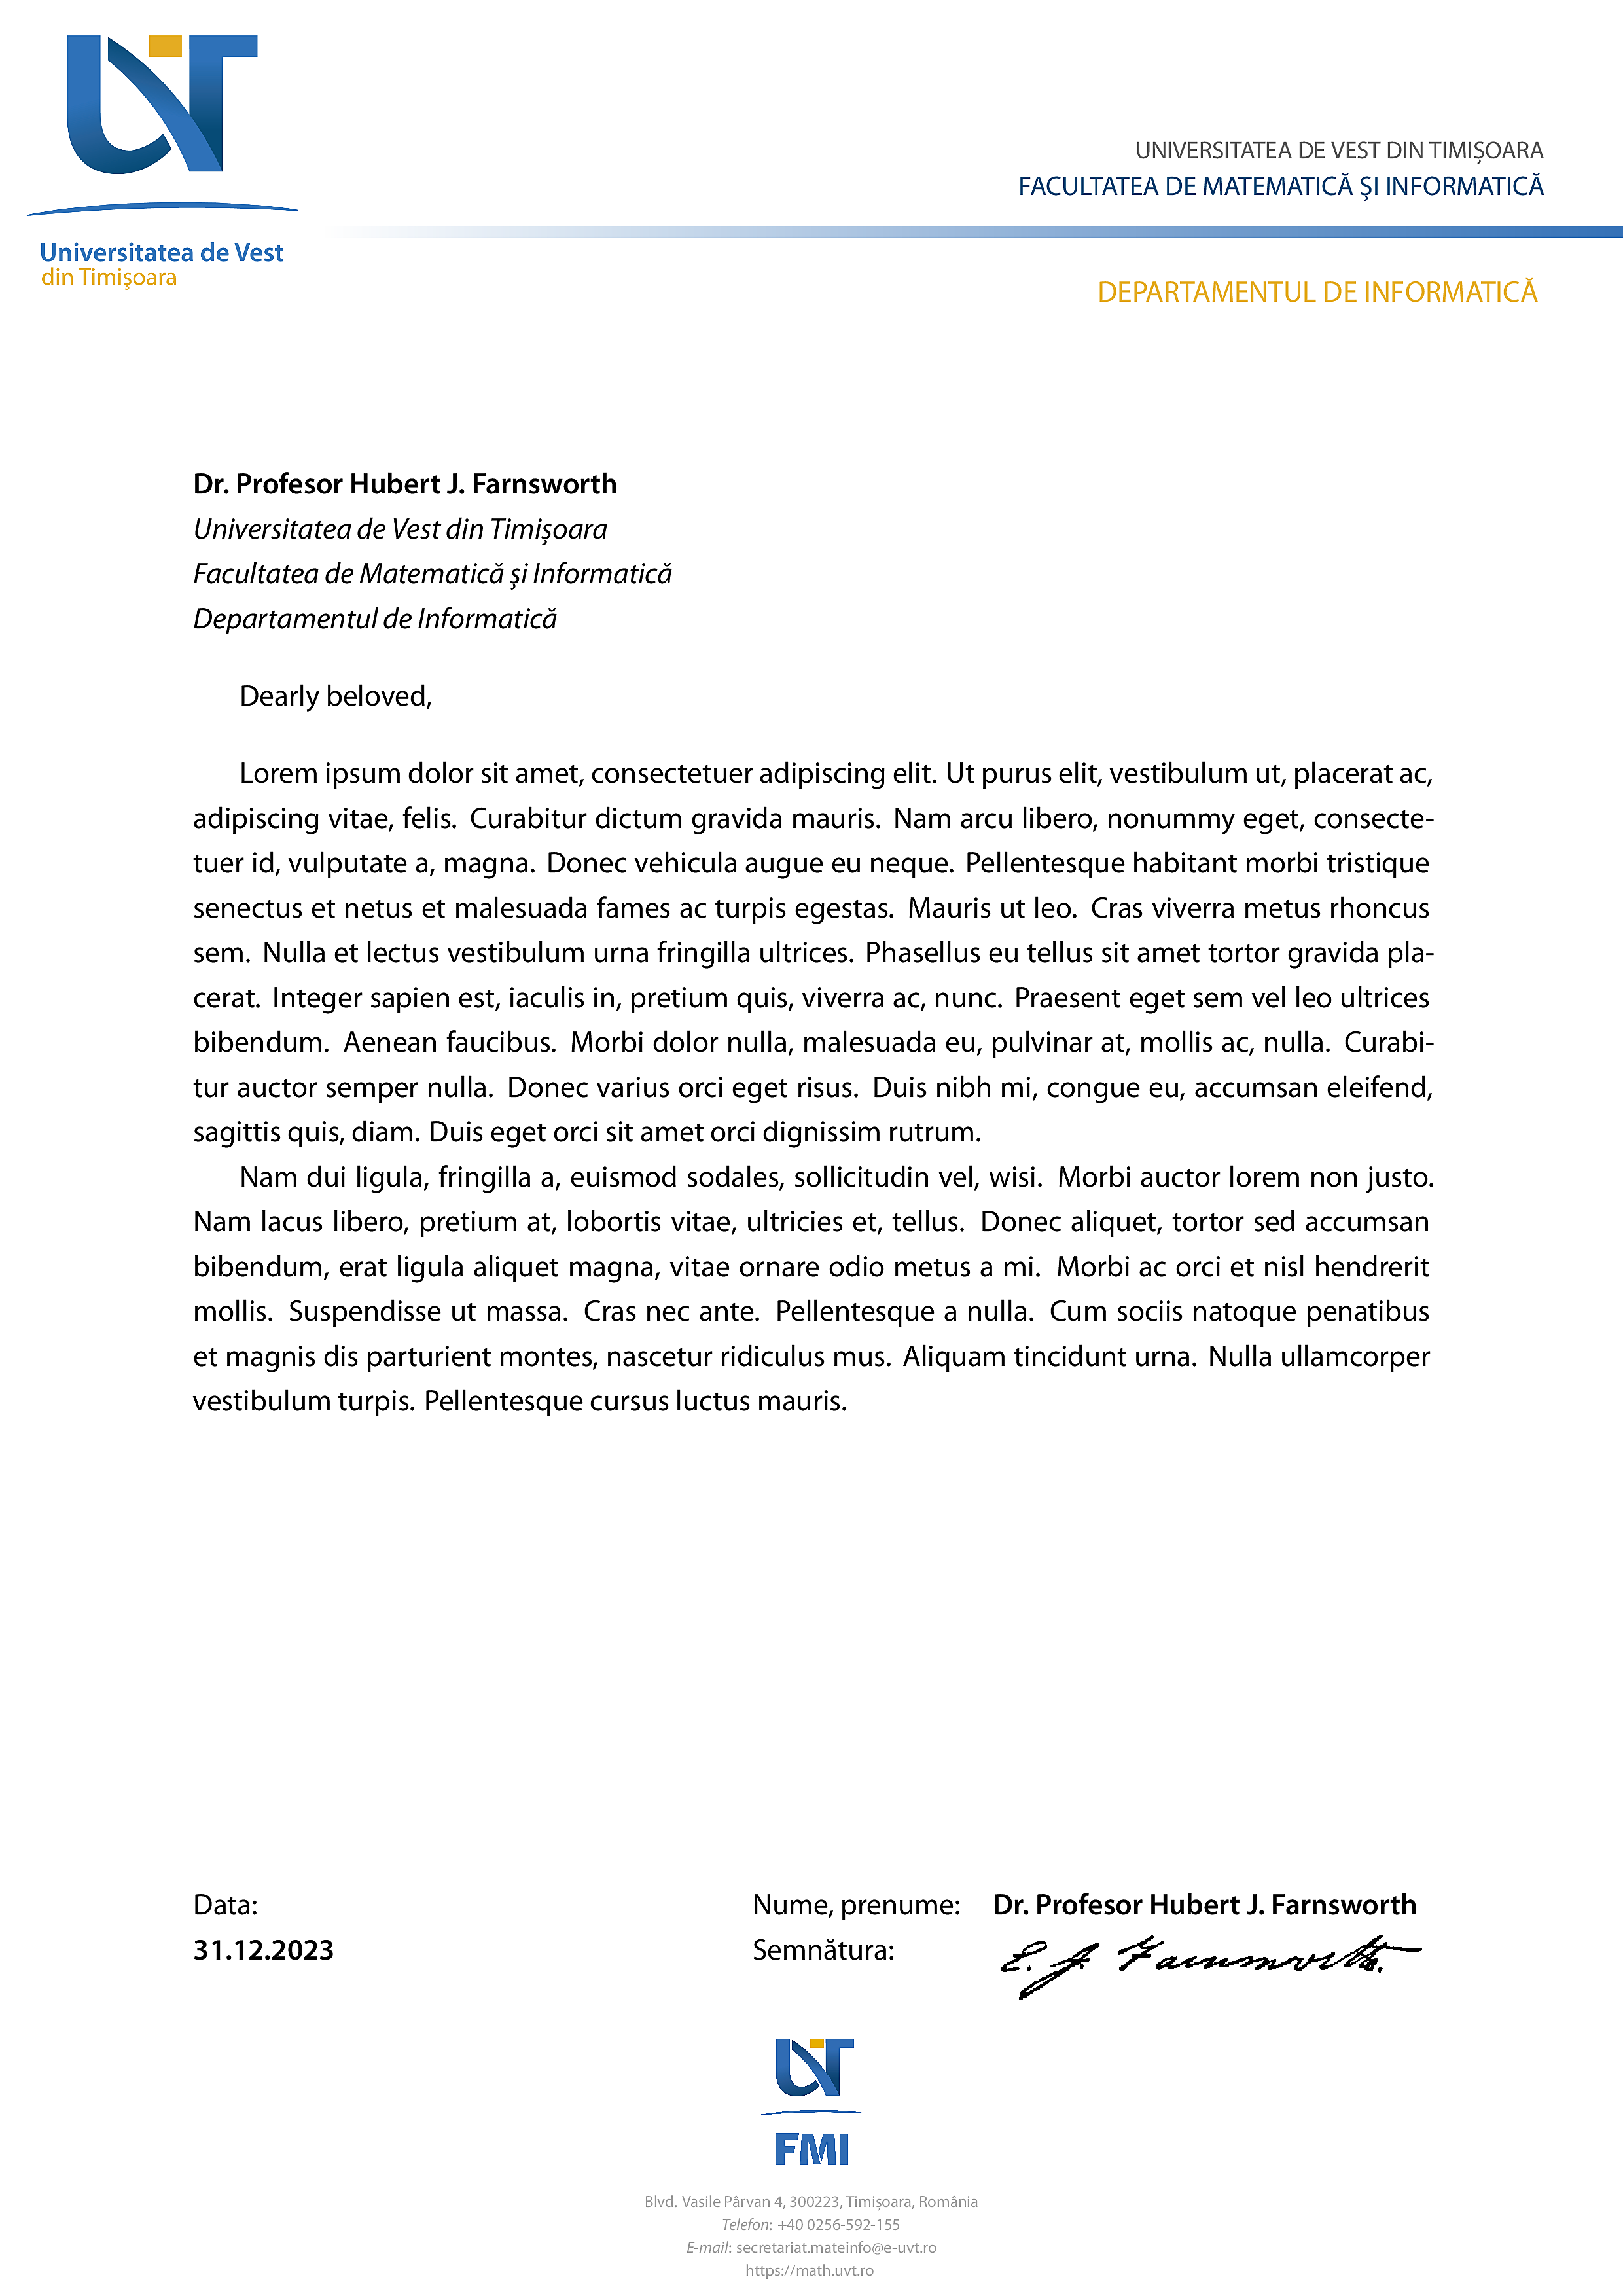 UNIVERSITATEA DE VEST DIN TIMIȘOARA
FACULTATEA DE MATEMATICĂ ȘI INFORMATICĂ
Universitatea de Vest
din Timişoara
DEPARTAMENTUL DE INFORMATICĂ
Dr. Profesor Hubert J. Farnsworth
Universitatea de Vest din Timișoara
Facultatea de Matematică și Informatică
Departamentul de Informatică
Dearly beloved,
Lorem ipsum dolor sit amet, consectetuer adipiscing elit. Ut purus elit, vestibulum ut, placerat ac,
adipiscing vitae, felis. Curabitur dictum gravida mauris. Nam arcu libero, nonummy eget, consecte-
tuer id, vulputate a, magna. Donec vehicula augue eu neque. Pellentesque habitant morbi tristique
senectus et netus et malesuada fames ac turpis egestas. Mauris ut leo. Cras viverra metus rhoncus
sem. Nulla et lectus vestibulum urna fringilla ultrices. Phasellus eu tellus sit amet tortor gravida pla-
cerat. Integer sapien est, iaculis in, pretium quis, viverra ac, nunc. Praesent eget sem vel leo ultrices
bibendum. Aenean faucibus. Morbi dolor nulla, malesuada eu, pulvinar at, mollis ac, nulla. Curabi-
tur auctor semper nulla. Donec varius orci eget risus. Duis nibh mi, congue eu, accumsan eleifend,
sagittis quis, diam. Duis eget orci sit amet orci dignissim rutrum.
Nam dui ligula, fringilla a, euismod sodales, sollicitudin vel, wisi. Morbi auctor lorem non justo.
Nam lacus libero, pretium at, lobortis vitae, ultricies et, tellus. Donec aliquet, tortor sed accumsan
bibendum, erat ligula aliquet magna, vitae ornare odio metus a mi. Morbi ac orci et nisl hendrerit
mollis. Suspendisse ut massa. Cras nec ante. Pellentesque a nulla. Cum sociis natoque penatibus
et magnis dis parturient montes, nascetur ridiculus mus. Aliquam tincidunt urna. Nulla ullamcorper
vestibulum turpis. Pellentesque cursus luctus mauris.
Data:
31.12.2023
Nume, prenume: Dr. Profesor Hubert J. Farnsworth
Semnătura:
FMI
Blvd. Vasile Pârvan 4, 300223, Timișoara, România
Telefon: +40 0256-592-155
E-mail: secretariat.mateinfo@e-uvt.ro
https://math.uvt.ro